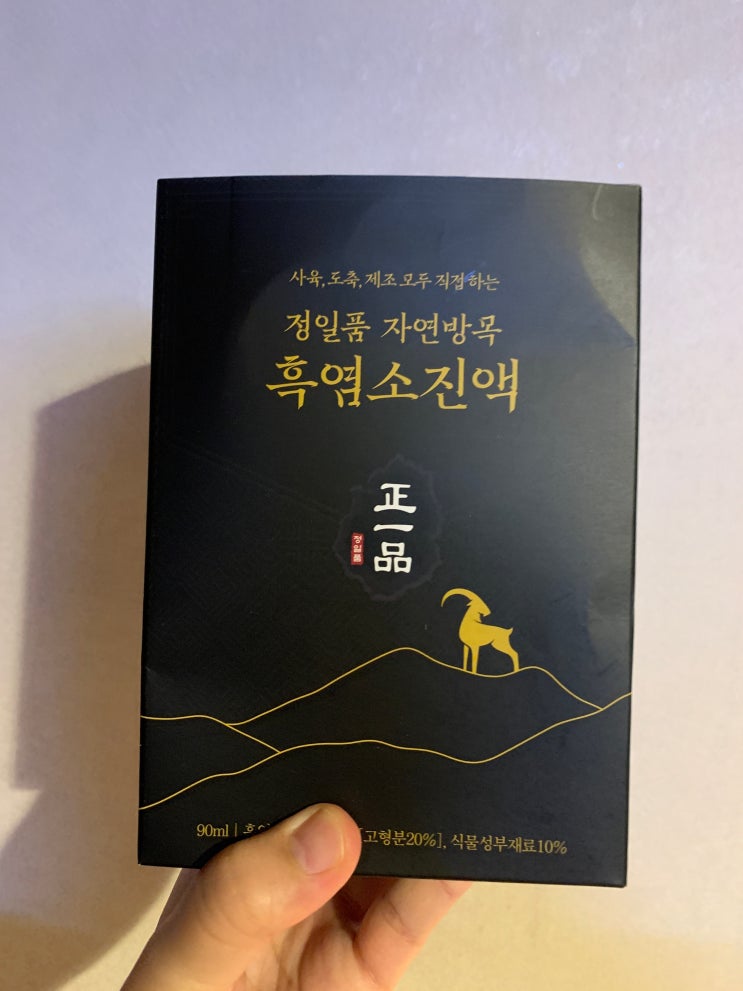 사육, 도축, 제조 모두 직접 하는
정일품 자연방목
흑염소진액
正一品
정일품
90ml | [고형분20%], 식물성부재료10%